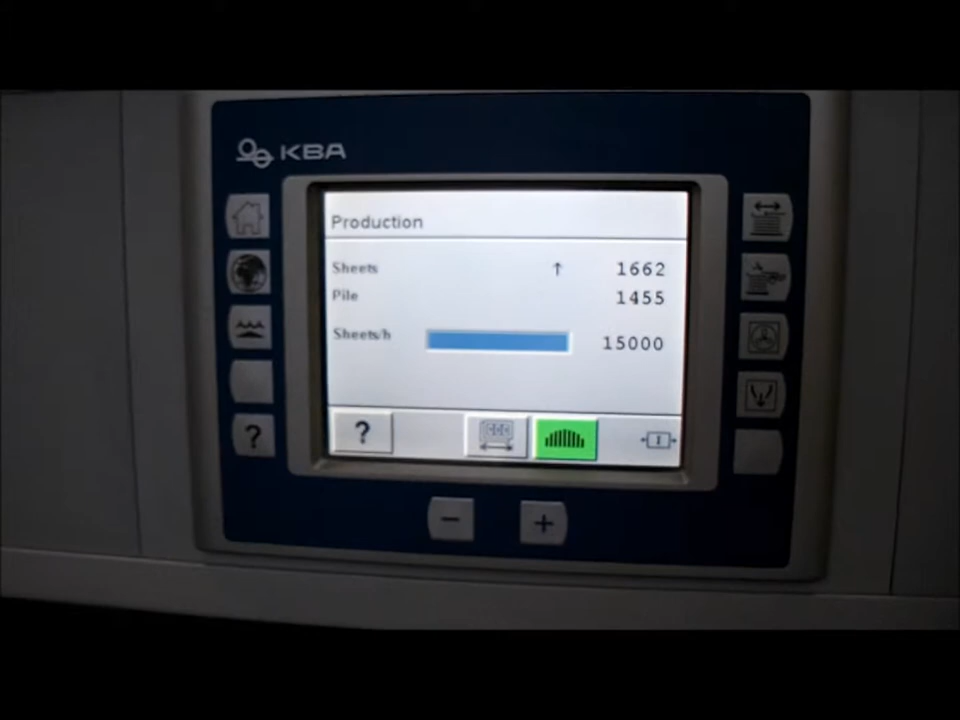 KBA
Production
Sheets ↑ 1662
Pile 1455
Sheets/h 15000
?
?
− +